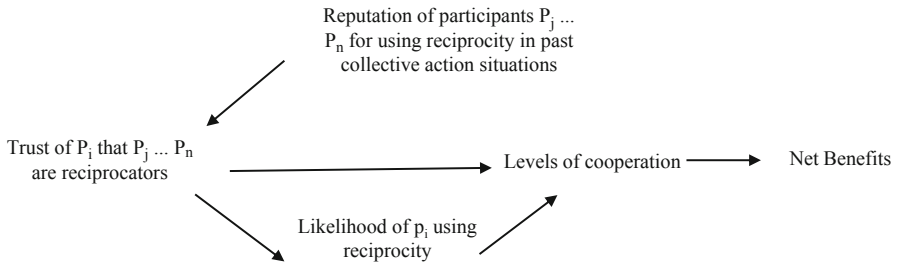 Reputation of participants Pj ...
Pn for using reciprocity in past
collective action situations
Trust of Pi that Pj ... Pn
are reciprocators
Levels of cooperation
Net Benefits
Likelihood of pi using
reciprocity